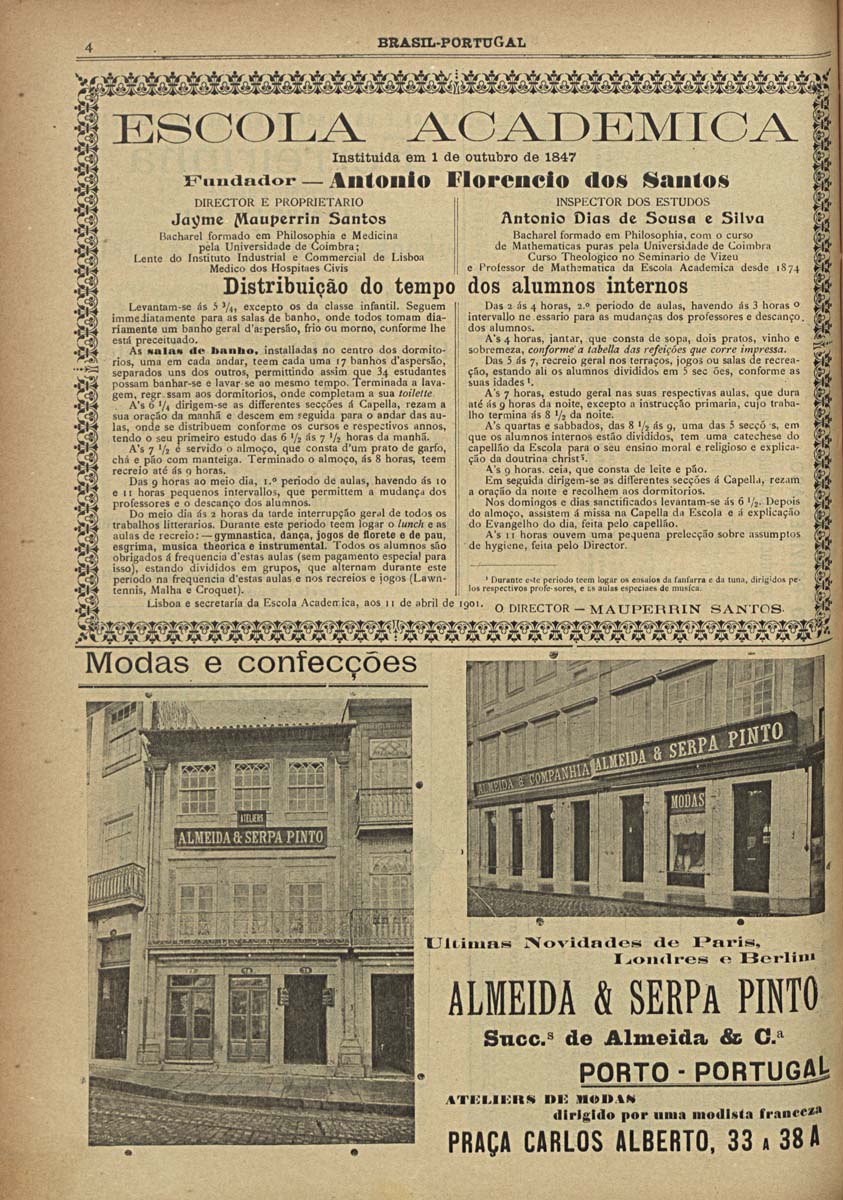 4
BRASIL-PORTUGAL
ESCOLA ACADEMICA
Instituida em 1 de outubro de 1847
Fundador — Antonio Florencio dos Santos
DIRECTOR E PROPRIETARIO
Jayme Mauperrin Santos
Bacharel formado em Philosophia e Medicina
pela Universidade de Coimbra;
Lente do Instituto Industrial e Commercial de Lisboa
Medico dos Hospitaes Civis
INSPECTOR DOS ESTUDOS
Antonio Dias de Sousa e Silva
Bacharel formado em Philosophia, com o curso
de Mathematicas puras pela Universidade de Coimbra
Curso Theologico no Seminario de Vizeu
e Professor de Mathematica da Escola Academica desde 1874
Distribuição do tempo dos alumnos internos
Levantam-se ás 5 3/4, excepto os da classe infantil. Seguem
immediatamente para as salas de banho, onde todos tomam dia-
riamente um banho geral d'aspersão, frio ou morno, conforme lhe
está preceituado.
As salas de banho, installadas no centro dos dormito-
rios, uma em cada andar, teem cada uma 17 banhos d'aspersão,
separados uns dos outros, permittindo assim que 34 estudantes
possam banhar-se e lavar-se ao mesmo tempo. Terminada a lava-
gem, regressam aos dormitorios, onde completam a sua toilette.
A's 6 1/4 dirigem-se as differentes secções á Capella, rezam a
sua oração da manhã e descem em seguida para o andar das au-
las, onde se distribuem conforme os cursos e respectivos annos,
tendo o seu primeiro estudo das 6 1/2 ás 7 1/2 horas da manhã.
A's 7 1/2 é servido o almoço, que consta d'um prato de garfo,
chá e pão com manteiga. Terminado o almoço, ás 8 horas, teem
recreio até ás 9 horas.
Das 9 horas ao meio dia, 1.º periodo de aulas, havendo ás 10
e 11 horas pequenos intervallos, que permittem a mudança dos
professores e o descanço dos alumnos.
Do meio dia ás 2 horas da tarde interrupção geral de todos os
trabalhos litterarios. Durante este periodo teem logar o lunch e as
aulas de recreio: — gymnastica, dança, jogos de florete e de pau,
esgrima, musica theorica e instrumental. Todos os alumnos são
obrigados á frequencia d'estas aulas (sem pagamento especial para
isso), estando divididos em grupos, que alternam durante este
periodo na frequencia d'estas aulas e nos recreios e jogos (Lawn-
tennis, Malha e Croquet).
Das 2 ás 4 horas, 2.º periodo de aulas, havendo ás 3 horas o
intervallo ne essario para as mudanças dos professores e descanço
dos alumnos.
A's 4 horas, jantar, que consta de sopa, dois pratos, vinho e
sobremeza, conforme a tabella das refeições que corre impressa.
Das 5 ás 7, recreio geral nos terraços, jogos ou salas de recrea-
ção, estando ali os alumnos divididos em 5 sec ões, conforme as
suas idades 1.
A's 7 horas, estudo geral nas suas respectivas aulas, que dura
até ás 9 horas da noite, excepto a instrucção primaria, cujo traba-
lho termina ás 8 1/2 da noite.
A's quartas e sabbados, das 8 1/2 ás 9, uma das 5 secçõ s, em
que os alumnos internos estão divididos, tem uma catechese do
capellão da Escola para o seu ensino moral e religioso e explica-
ção da doutrina christã.
A's 9 horas. ceia, que consta de leite e pão.
Em seguida dirigem-se as differentes secções á Capella, rezam
a oração da noite e recolhem aos dormitorios.
Nos domingos e dias sanctificados levantam-se ás 6 1/2. Depois
do almoço, assistem á missa na Capella da Escola e á explicação
do Evangelho do dia, feita pelo capellão.
A's 11 horas ouvem uma pequena prelecção sobre assumptos
de hygiene, feita pelo Director.
1 Durante este periodo teem logar os ensaios da fanfarra e da tuna, dirigidos pe-
los respectivos professores, e as aulas especiaes de musica.
Lisboa e secretaria da Escola Academica, aos 11 de abril de 1901.
O DIRECTOR — MAUPERRIN SANTOS.
Modas e confecções
ATELIERS
ALMEIDA & SERPA PINTO
ALMEIDA & COMPANHIA
ALMEIDA & SERPA PINTO
MODAS
Ultimas Novidades de Paris,
Londres e Berlim
ALMEIDA & SERPA PINTO
Succ.s de Almeida & C.a
PORTO - PORTUGAL
ATELIERS DE MODAS
dirigido por uma modista franceza
PRAÇA CARLOS ALBERTO, 33 A 38 A